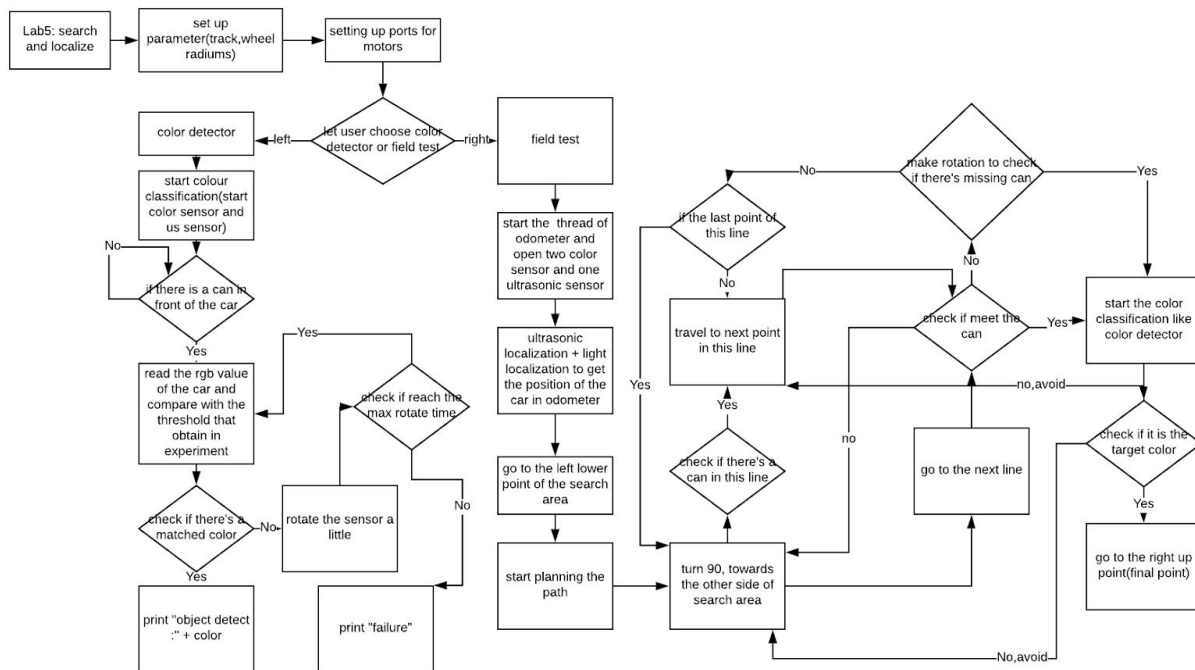 Lab5: search
and localize
set up
parameter(track,wheel
radiums)
setting up ports for
motors
let user choose color
detector or field test
left
right
color detector
start colour
classification(start
color sensor and
us sensor)
No
if there is a can in
front of the car
Yes
read the rgb value
of the car and
compare with the
threshold that
obtain in
experiment
check if there's a
matched color
No
rotate the sensor a
little
check if reach the
max rotate time
Yes
No
Yes
print "object detect
:" + color
print "failure"
field test
start the thread of
odometer and
open two color
sensor and one
ultrasonic sensor
ultrasonic
localization + light
localization to get
the position of the
car in odometer
go to the left lower
point of the search
area
start planning the
path
turn 90, towards
the other side of
search area
check if there's a
can in this line
Yes
travel to next point
in this line
No
if the last point of
this line
Yes
No
make rotation to check
if there's missing can
Yes
No
check if meet the
can
Yes
no
go to the next
line
start the color
classification like
color detector
no,avoid
check if it is the
target color
Yes
go to the right up
point(final point)
No,avoid